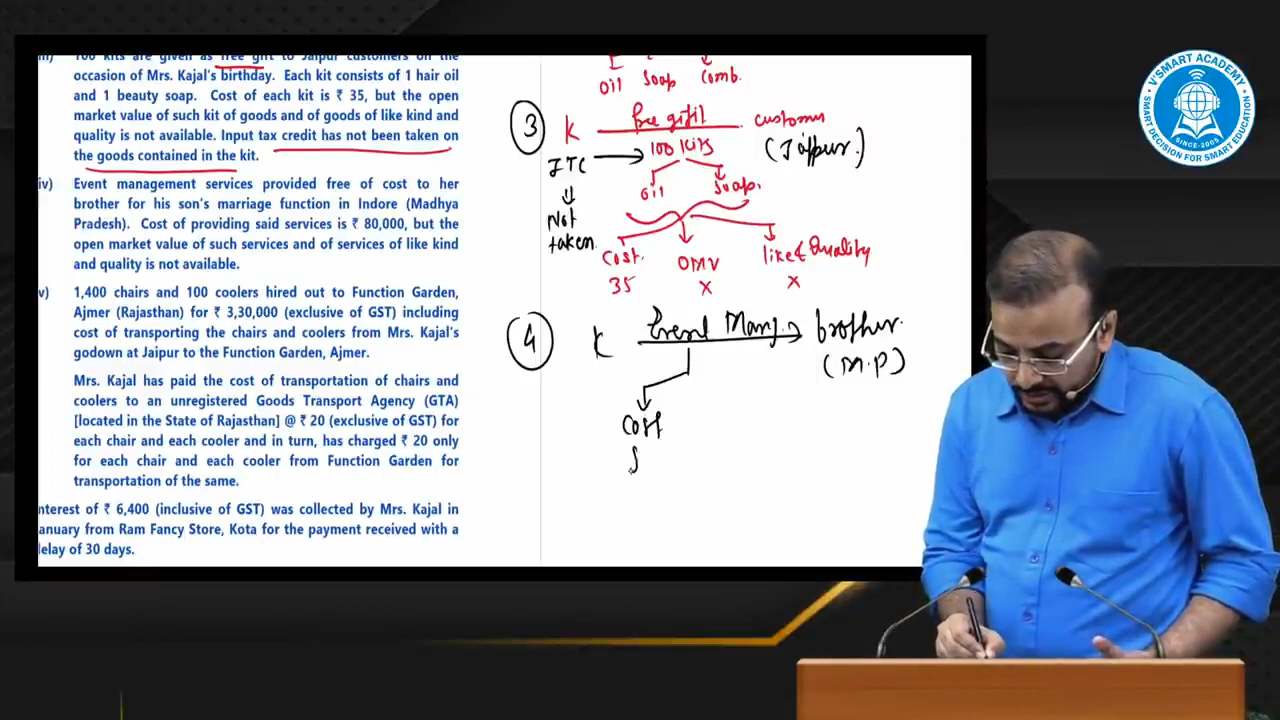 iii) 100 kits are given as free gift to Jaipur customers on the
occasion of Mrs. Kajal's birthday. Each kit consists of 1 hair oil
and 1 beauty soap. Cost of each kit is ₹ 35, but the open
market value of such kit of goods and of goods of like kind and
quality is not available. Input tax credit has not been taken on
the goods contained in the kit.
iv) Event management services provided free of cost to her
brother for his son's marriage function in Indore (Madhya
Pradesh). Cost of providing said services is ₹ 80,000, but the
open market value of such services and of services of like kind
and quality is not available.
v) 1,400 chairs and 100 coolers hired out to Function Garden,
Ajmer (Rajasthan) for ₹ 3,30,000 (exclusive of GST) including
cost of transporting the chairs and coolers from Mrs. Kajal's
godown at Jaipur to the Function Garden, Ajmer.
Mrs. Kajal has paid the cost of transportation of chairs and
coolers to an unregistered Goods Transport Agency (GTA)
[located in the State of Rajasthan] @ ₹ 20 (exclusive of GST) for
each chair and each cooler and in turn, has charged ₹ 20 only
for each chair and each cooler from Function Garden for
transportation of the same.
nterest of ₹ 6,400 (inclusive of GST) was collected by Mrs. Kajal in
anuary from Ram Fancy Store, Kota for the payment received with a
delay of 30 days.
Oil Soap Comb.
3 K free gift customer
ITC 100 Kits (Jaipur.)
Oil Soap.
Not
taken.
Cost. OMV like & Quality
35 x x
4 K Event Mang. brother.
(M.P)
Cost
V'SMART ACADEMY
SMART DECISION FOR SMART EDUCATION
SINCE-2005